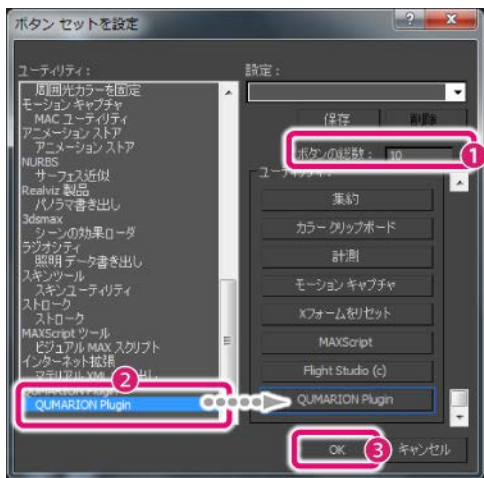 ボタン セットを設定
ユーティリティ :
周囲光カラーを固定
モーション キャプチャ
MAC ユーティリティ
アニメーション ストア
アニメーション ストア
NURBS
サーフェス近似
Realviz 製品
パノラマ書き出し
3dsmax
シーンの効果ローダ
ラジオシティ
照明 データ書き出し
スキンツール
スキンユーティリティ
ストローク
ストローク
MAXScript ツール
ビジュアル MAX スクリプト
インターネット拡張
QUMARION Plugin
2
設定 :
保存
削除
ボタンの総数 : 10
1
ユーティリティ :
集約
カラー クリップボード
計測
モーション キャプチャ
Xフォームをリセット
MAXScript
Flight Studio (c)
QUMARION Plugin
OK
3
キャンセル